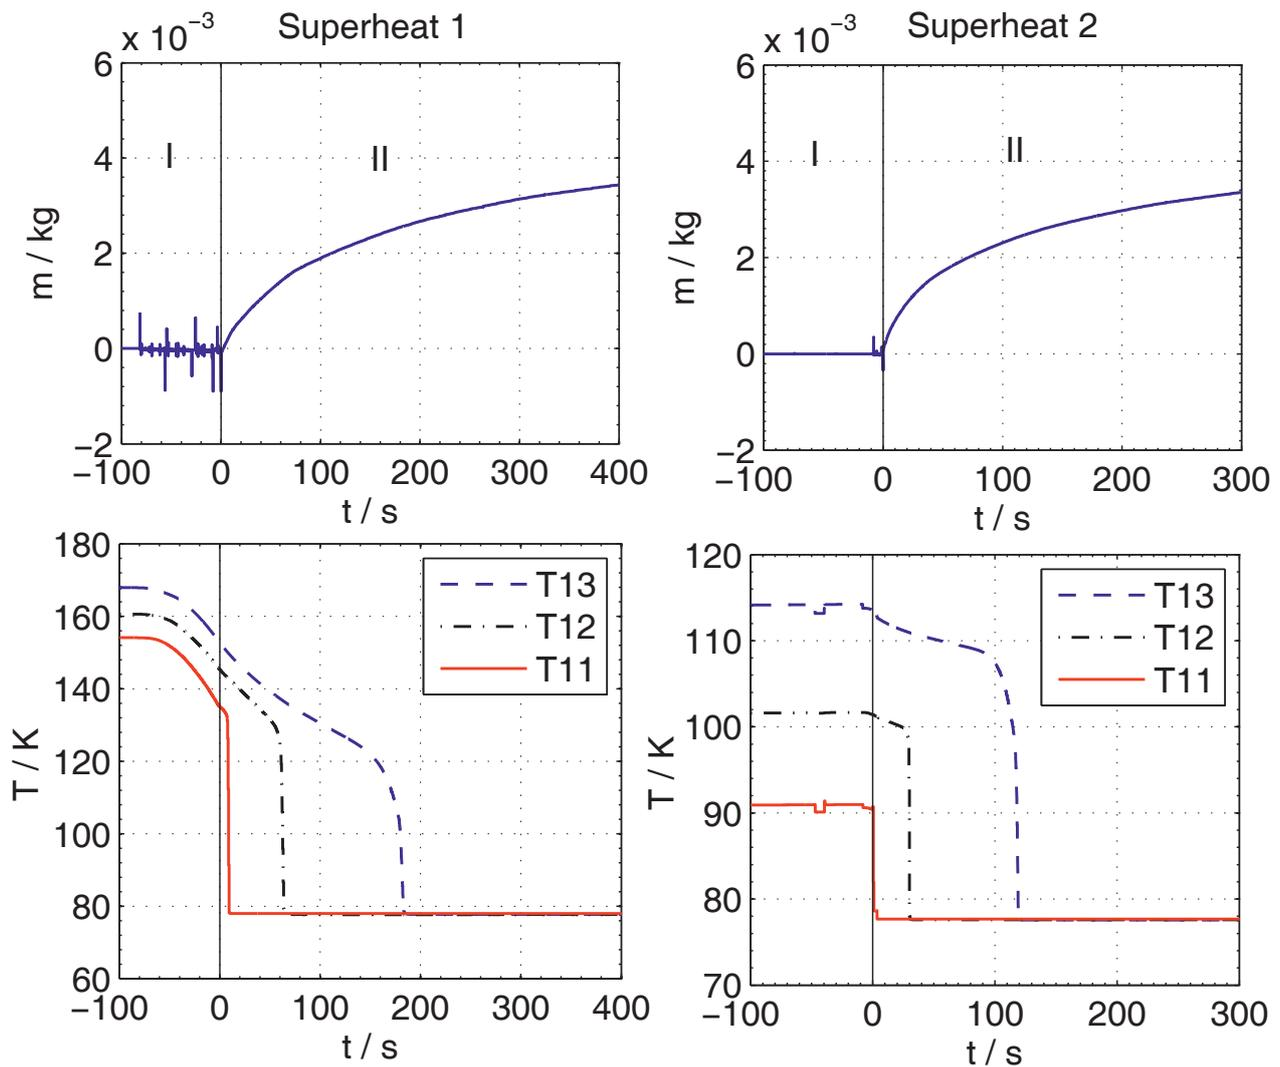 Superheat 1
x 10⁻³
6
4
2
0
−2
m / kg
I
II
−100 0 100 200 300 400
t / s
Superheat 2
x 10⁻³
6
4
2
0
−2
m / kg
I
II
−100 0 100 200 300
t / s
180
160
140
120
100
80
60
T / K
T13
T12
T11
−100 0 100 200 300 400
t / s
120
110
100
90
80
70
T / K
T13
T12
T11
−100 0 100 200 300
t / s